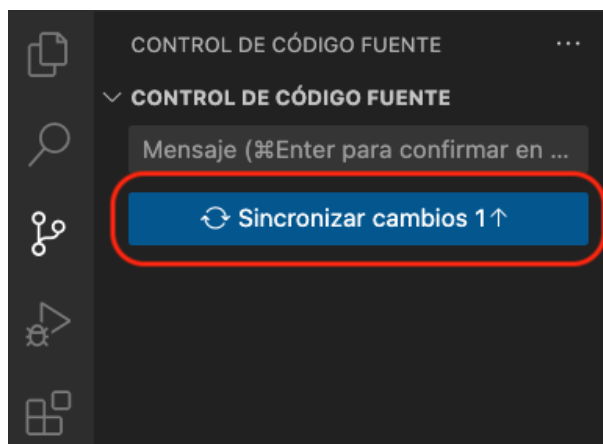 CONTROL DE CÓDIGO FUENTE ...
CONTROL DE CÓDIGO FUENTE
Mensaje (⌘Enter para confirmar en ...
Sincronizar cambios 1↑